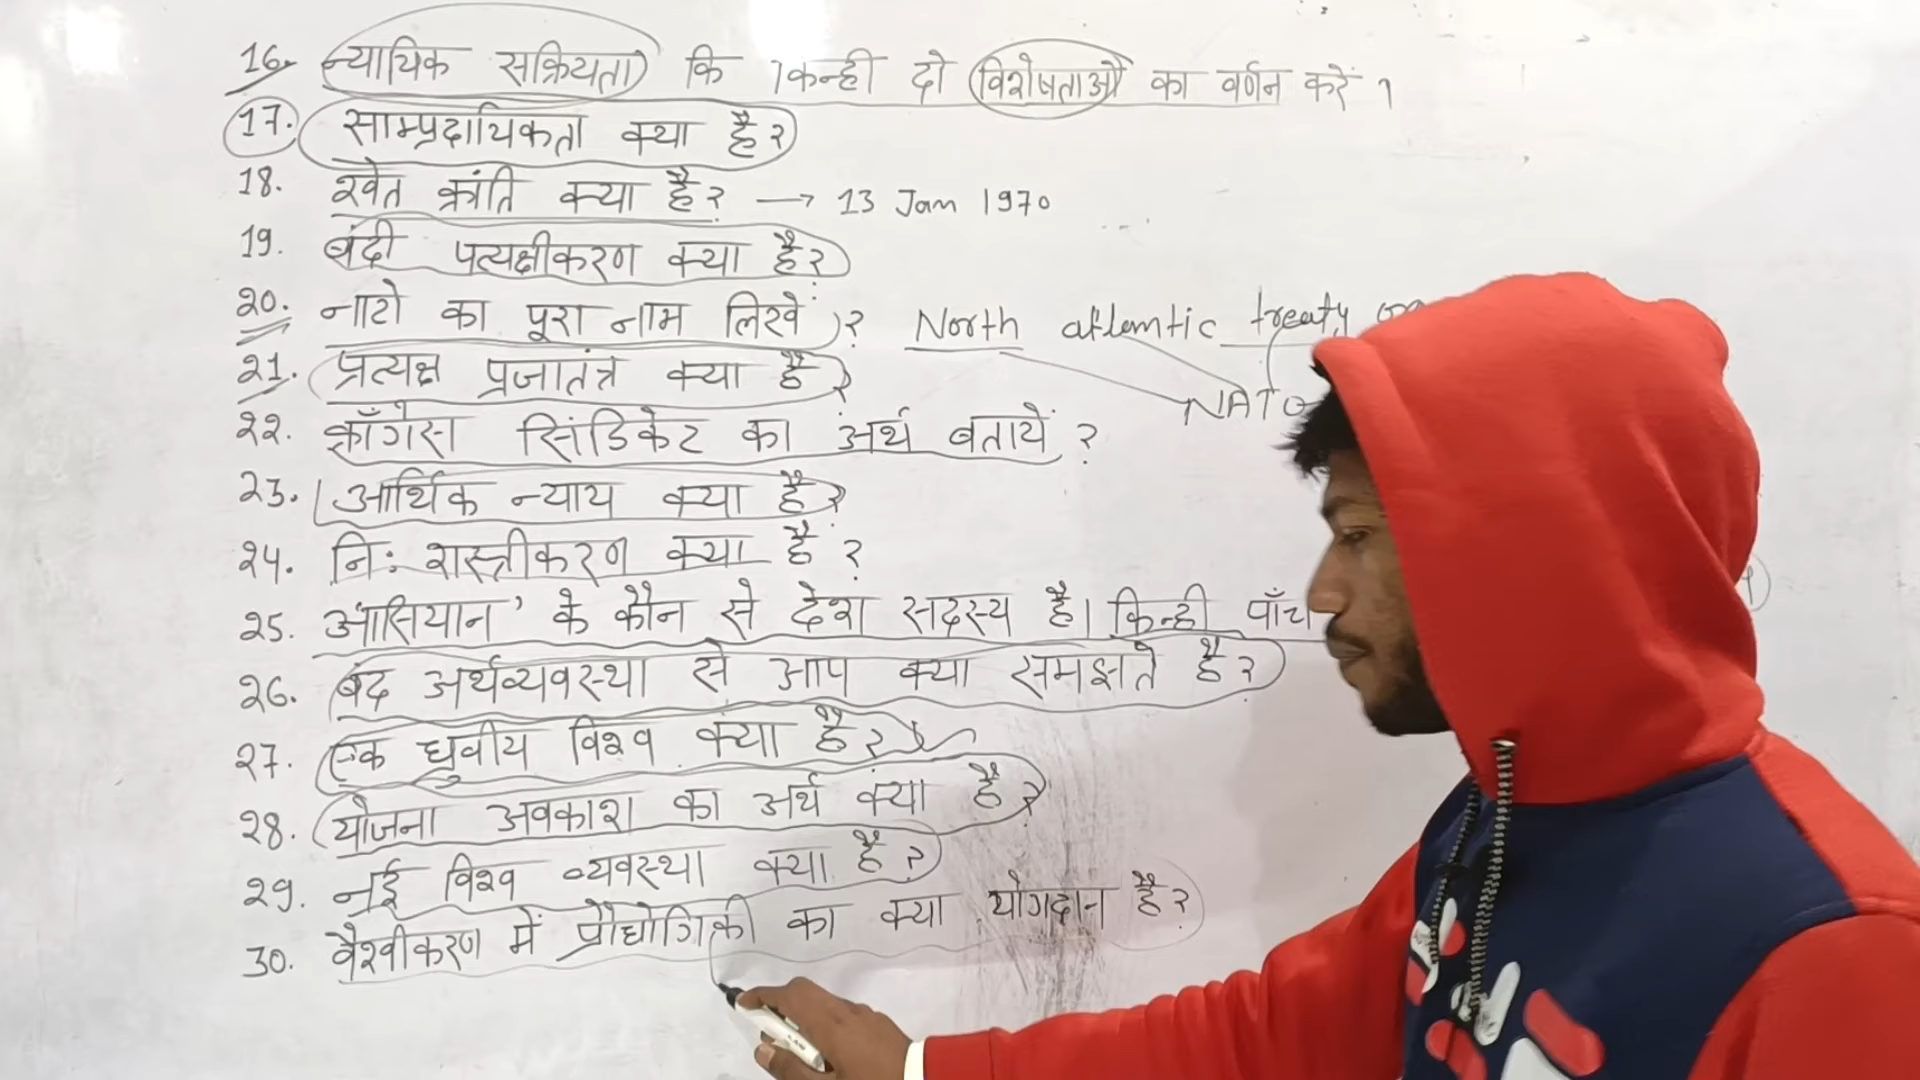 16. न्यायिक सक्रियता कि किन्ही दो विशेषताओं का वर्णन करें ।
17. साम्प्रदायिकता क्या है?
18. श्वेत क्रांति क्या है? → 13 Jan 1970
19. बंदी पत्यक्षीकरण क्या है?
20. नाटो का पूरा नाम लिखें ? North atlantic treaty
21. प्रत्यक्ष प्रजातंत्र क्या है?
NATO
22. काँग्रेस सिंडिकेट का अर्थ बतायें ?
23. आर्थिक न्याय क्या है?
24. नि: शस्त्रीकरण क्या है ?
25. 'आसियान' के कौन से देश सदस्य है। किन्ही पाँच
26. बंद अर्थव्यवस्था से आप क्या समझते है?
27. एक ध्रुवीय विश्व क्या है?
28. योजना अवकाश का अर्थ क्या है?
29. नई विश्व व्यवस्था क्या है?
30. वैश्वीकरण में प्रौद्योगिकी का क्या योगदान है?